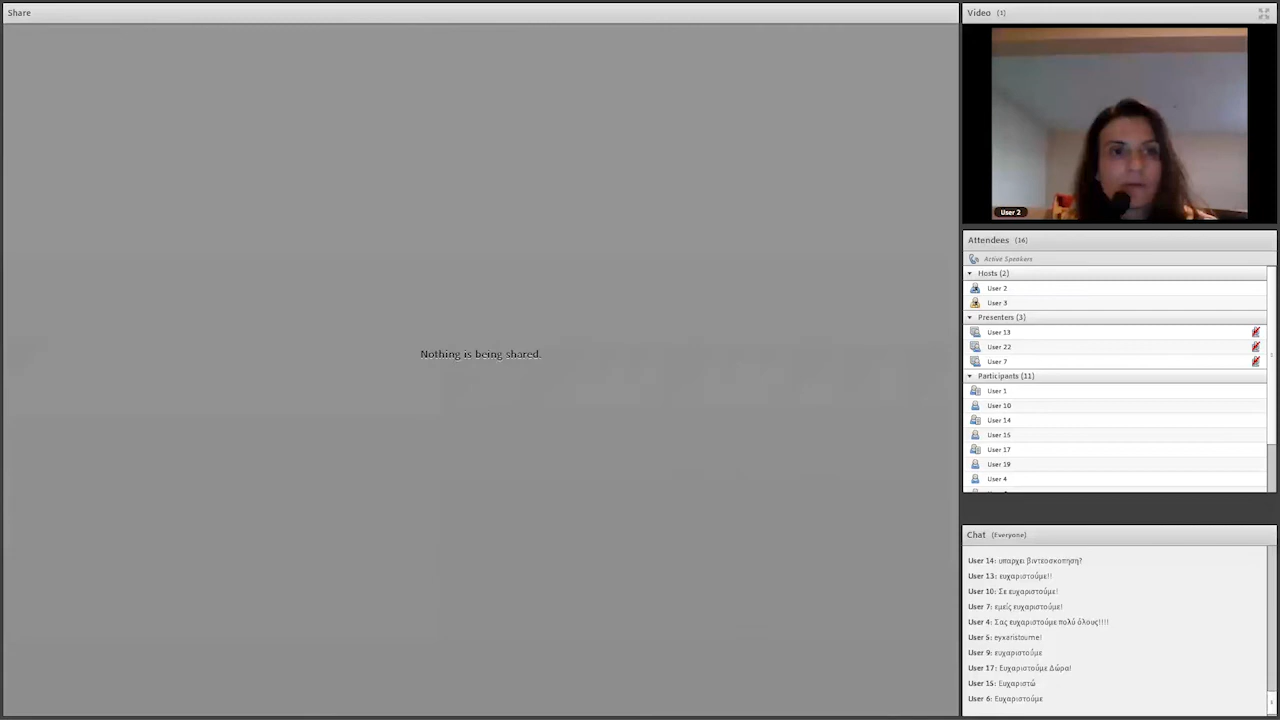 Share
Nothing is being shared.
Video (1)
User 2
Attendees (16)
Active Speakers
Hosts (2)
User 2
User 3
Presenters (3)
User 13
User 22
User 7
Participants (11)
User 1
User 10
User 14
User 15
User 17
User 19
User 4
Chat (Everyone)
User 14: υπαρχει βιντεοσκοπηση?
User 13: ευχαριστούμε!!
User 10: Σε ευχαριστούμε!
User 7: εμείς ευχαριστούμε!
User 4: Σας ευχαριστούμε πολύ όλους!!!!
User 5: eyxaristoume!
User 9: ευχαριστούμε
User 17: Ευχαριστούμε Δώρα!
User 15: Ευχαριστώ
User 6: Ευχαριστούμε